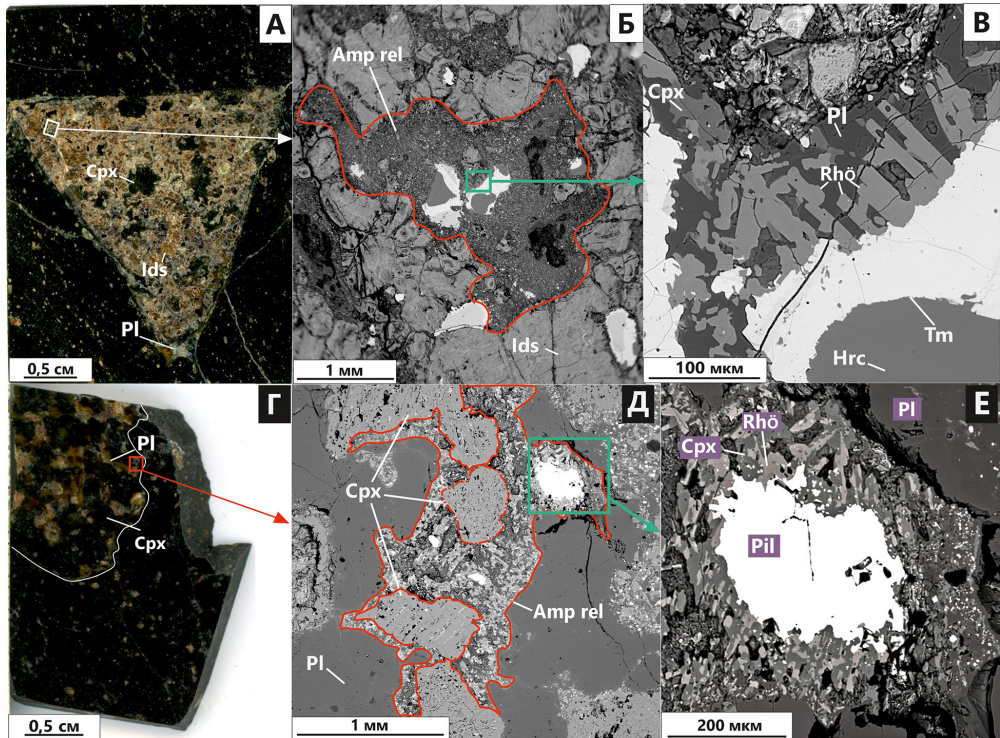 А
Cpx
Ids
Pl
0,5 см
Б
Amp rel
Ids
1 мм
В
Cpx
Pl
Rhö
Tm
Hrc
100 мкм
Г
Pl
Cpx
0,5 см
Д
Cpx
Amp rel
Pl
1 мм
Е
Pl
Rhö
Cpx
Pil
200 мкм